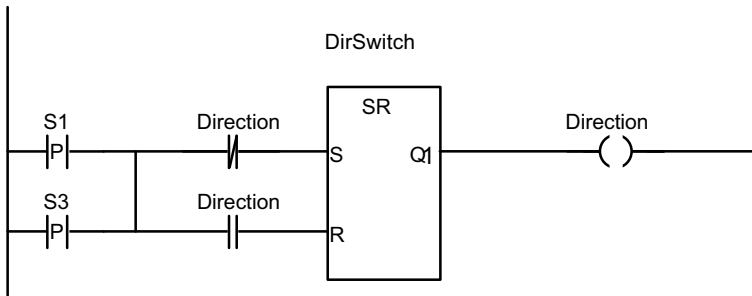 DirSwitch
SR
S1
Direction
Direction
P
S
Q1
S3
Direction
P
R